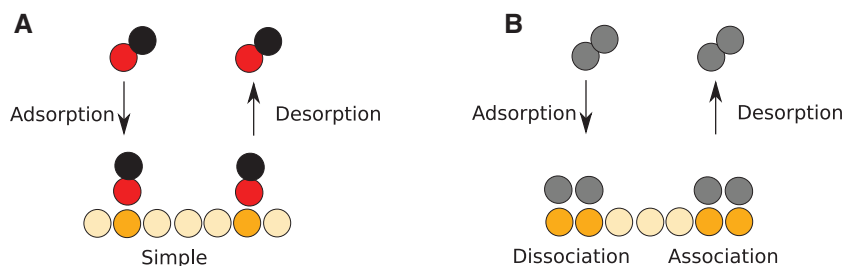 A
Adsorption
Desorption
Simple
B
Adsorption
Desorption
Dissociation
Association